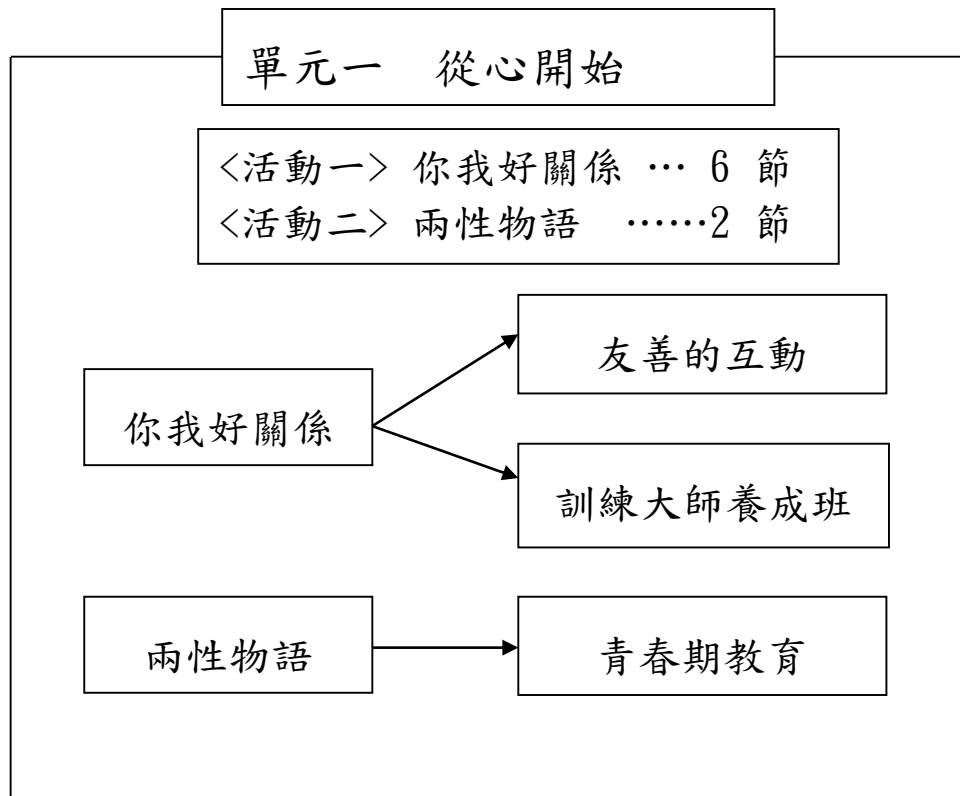 單元一　從心開始
<活動一> 你我好關係 … 6 節
<活動二> 兩性物語　……2 節
友善的互動
你我好關係
訓練大師養成班
兩性物語
青春期教育